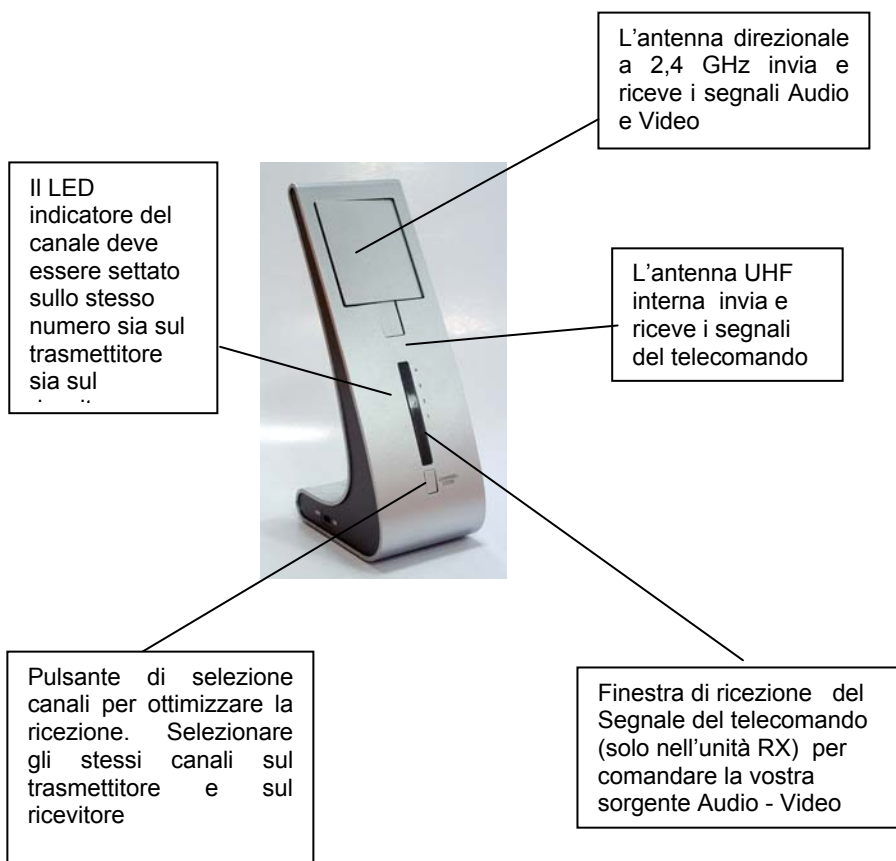 L'antenna direzionale
a 2,4 GHz invia e
riceve i segnali Audio
e Video
Il LED
indicatore del
canale deve
essere settato
sullo stesso
numero sia sul
trasmettitore
sia sul
L'antenna UHF
interna invia e
riceve i segnali
del telecomando
Pulsante di selezione
canali per ottimizzare la
ricezione. Selezionare
gli stessi canali sul
trasmettitore e sul
ricevitore
Finestra di ricezione del
Segnale del telecomando
(solo nell'unità RX) per
comandare la vostra
sorgente Audio - Video